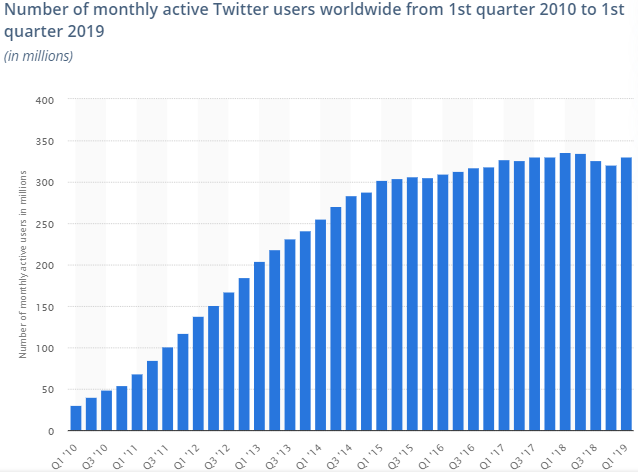 Number of monthly active Twitter users worldwide from 1st quarter 2010 to 1st
quarter 2019
(in millions)
400
350
300
250
200
150
100
50
0
Number of monthly active users in millions
Q1 '10
Q3 '10
Q1 '11
Q3 '11
Q1 '12
Q3 '12
Q1 '13
Q3 '13
Q1 '14
Q3 '14
Q1 '15
Q3 '15
Q1 '16
Q3 '16
Q1 '17
Q3 '17
Q1 '18
Q3 '18
Q1 '19